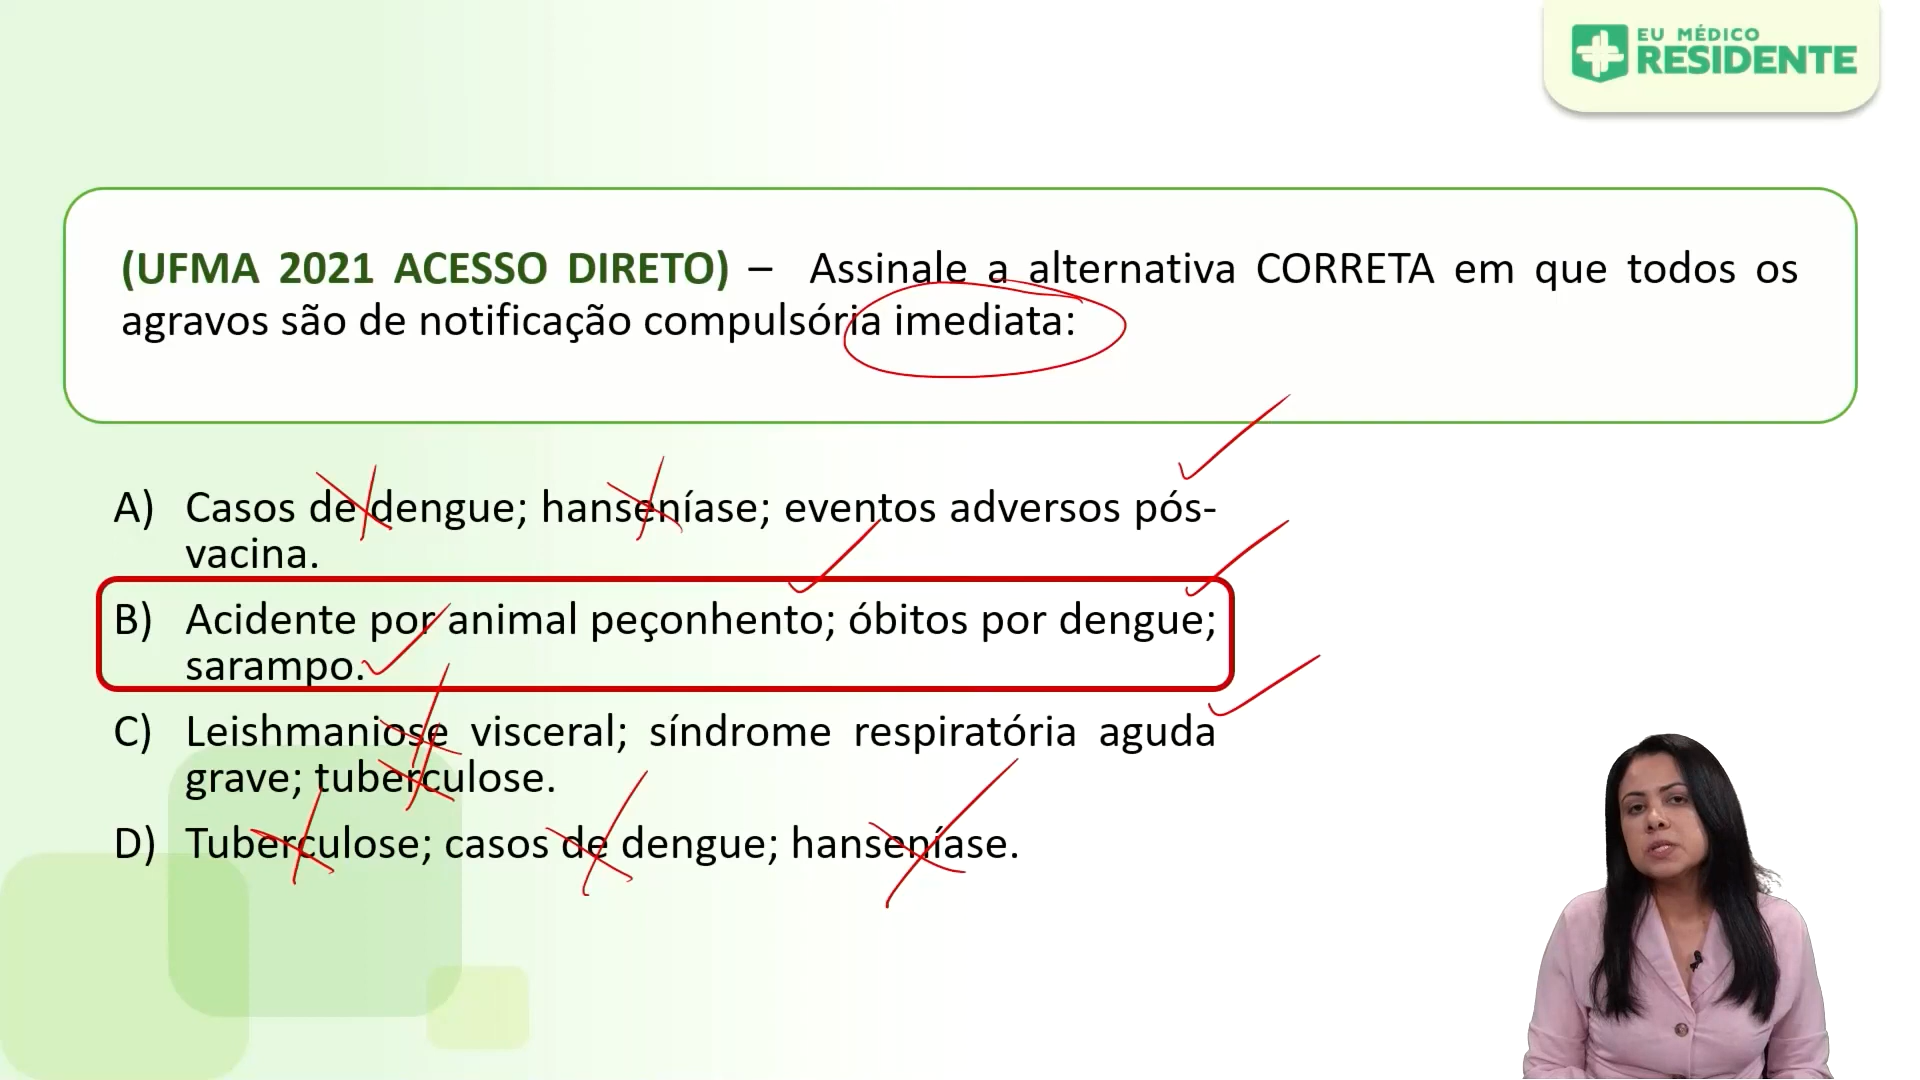 EU MÉDICO
RESIDENTE
(UFMA 2021 ACESSO DIRETO) – Assinale a alternativa CORRETA em que todos os
agravos são de notificação compulsória imediata:
A) Casos de dengue; hanseníase; eventos adversos pós-
vacina.
B) Acidente por animal peçonhento; óbitos por dengue;
sarampo.
C) Leishmaniose visceral; síndrome respiratória aguda
grave; tuberculose.
D) Tuberculose; casos de dengue; hanseníase.